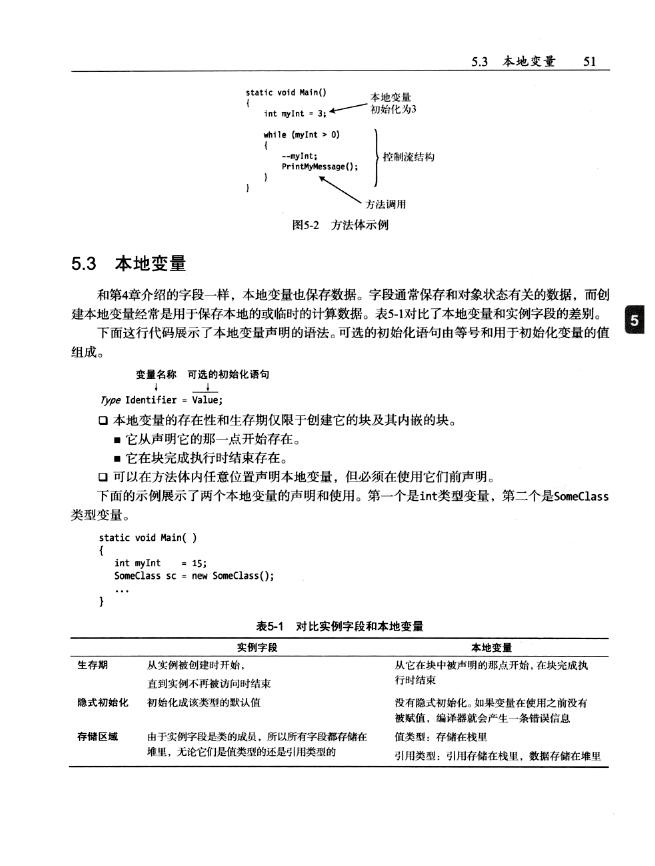 5.3 本地变量 51
static void Main()
{
int myInt = 3;
本地变量
初始化为3
while (myInt > 0)
{
--myInt;
PrintMyMessage();
}
控制流结构
}
方法调用
图5-2 方法体示例
5.3 本地变量
和第4章介绍的字段一样，本地变量也保存数据。字段通常保存和对象状态有关的数据，而创
建本地变量经常是用于保存本地的或临时的计算数据。表5-1对比了本地变量和实例字段的差别。
5
下面这行代码展示了本地变量声明的语法。可选的初始化语句由等号和用于初始化变量的值
组成。
变量名称 可选的初始化语句
↓ ↓
Type Identifier = Value;
❑ 本地变量的存在性和生存期仅限于创建它的块及其内嵌的块。
■ 它从声明它的那一点开始存在。
■ 它在块完成执行时结束存在。
❑ 可以在方法体内任意位置声明本地变量，但必须在使用它们前声明。
下面的示例展示了两个本地变量的声明和使用。第一个是int类型变量，第二个是SomeClass
类型变量。
static void Main( )
{
int myInt = 15;
SomeClass sc = new SomeClass();
...
}
表5-1 对比实例字段和本地变量
实例字段 本地变量
生存期 从实例被创建时开始， 从它在块中被声明的那点开始，在块完成执
直到实例不再被访问时结束 行时结束
隐式初始化 初始化成该类型的默认值 没有隐式初始化。如果变量在使用之前没有
被赋值，编译器就会产生一条错误信息
存储区域 由于实例字段是类的成员，所以所有字段都存储在 值类型：存储在栈里
堆里，无论它们是值类型的还是引用类型的 引用类型：引用存储在栈里，数据存储在堆里